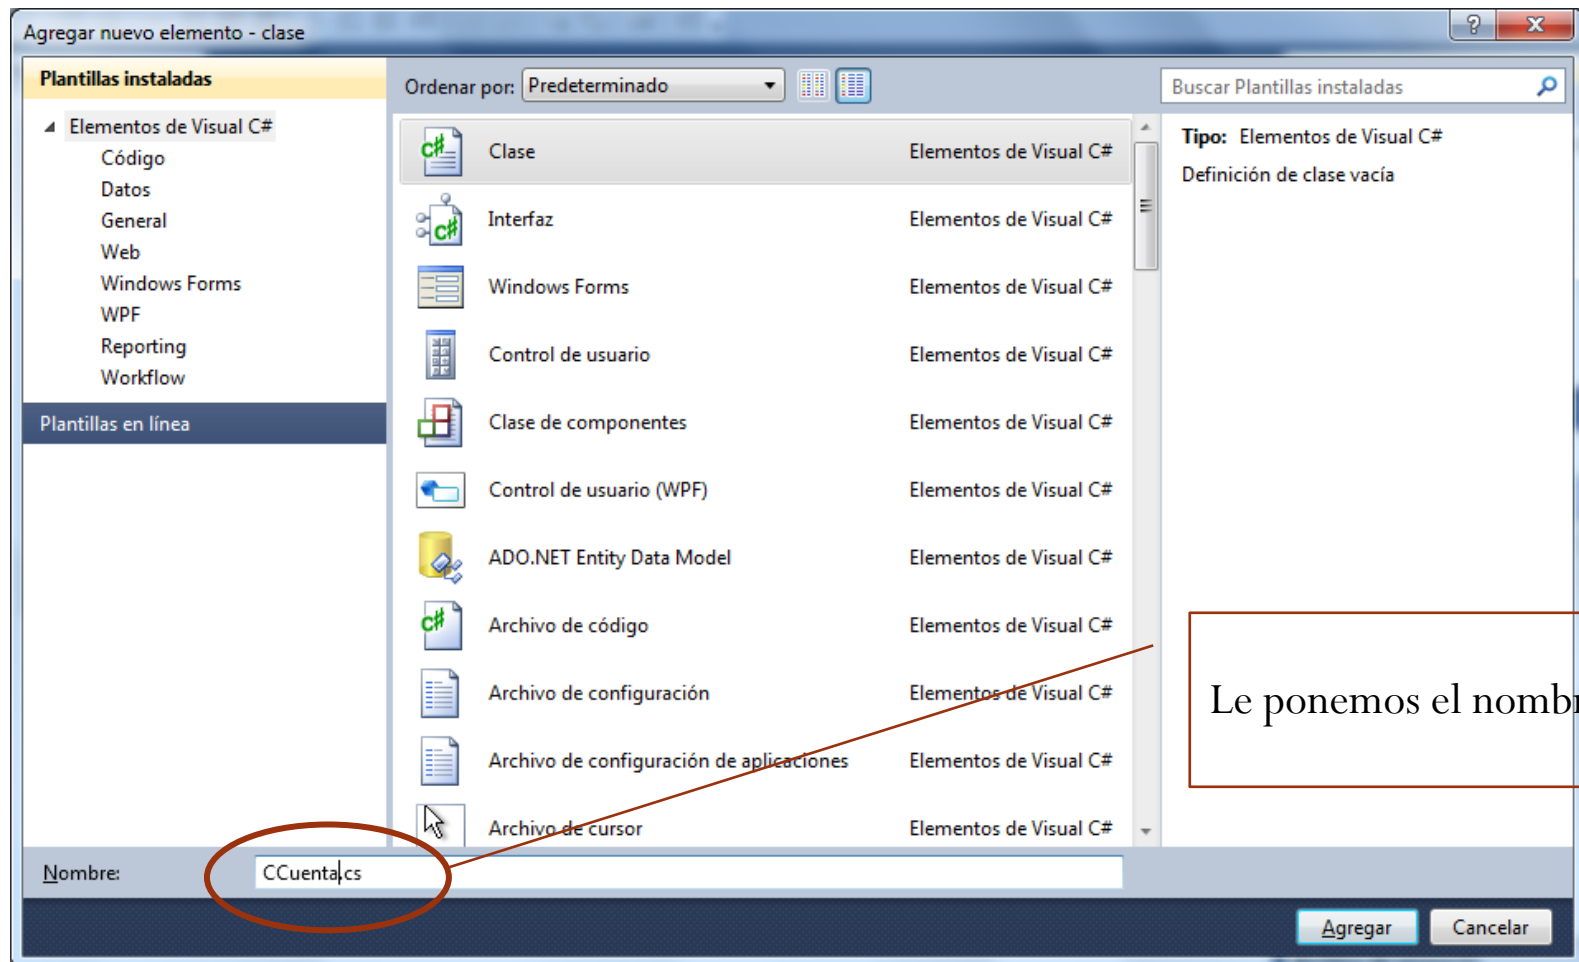 Agregar nuevo elemento - clase
?
Plantillas instaladas
Elementos de Visual C#
Código
Datos
General
Web
Windows Forms
WPF
Reporting
Workflow
Plantillas en línea
Ordenar por: Predeterminado
Buscar Plantillas instaladas
Clase Elementos de Visual C#
Interfaz Elementos de Visual C#
Windows Forms Elementos de Visual C#
Control de usuario Elementos de Visual C#
Clase de componentes Elementos de Visual C#
Control de usuario (WPF) Elementos de Visual C#
ADO.NET Entity Data Model Elementos de Visual C#
Archivo de código Elementos de Visual C#
Archivo de configuración Elementos de Visual C#
Archivo de configuración de aplicaciones Elementos de Visual C#
Archivo de cursor Elementos de Visual C#
Tipo: Elementos de Visual C#
Definición de clase vacía
Le ponemos el
Nombre: CCuenta.cs
Agregar Cancelar